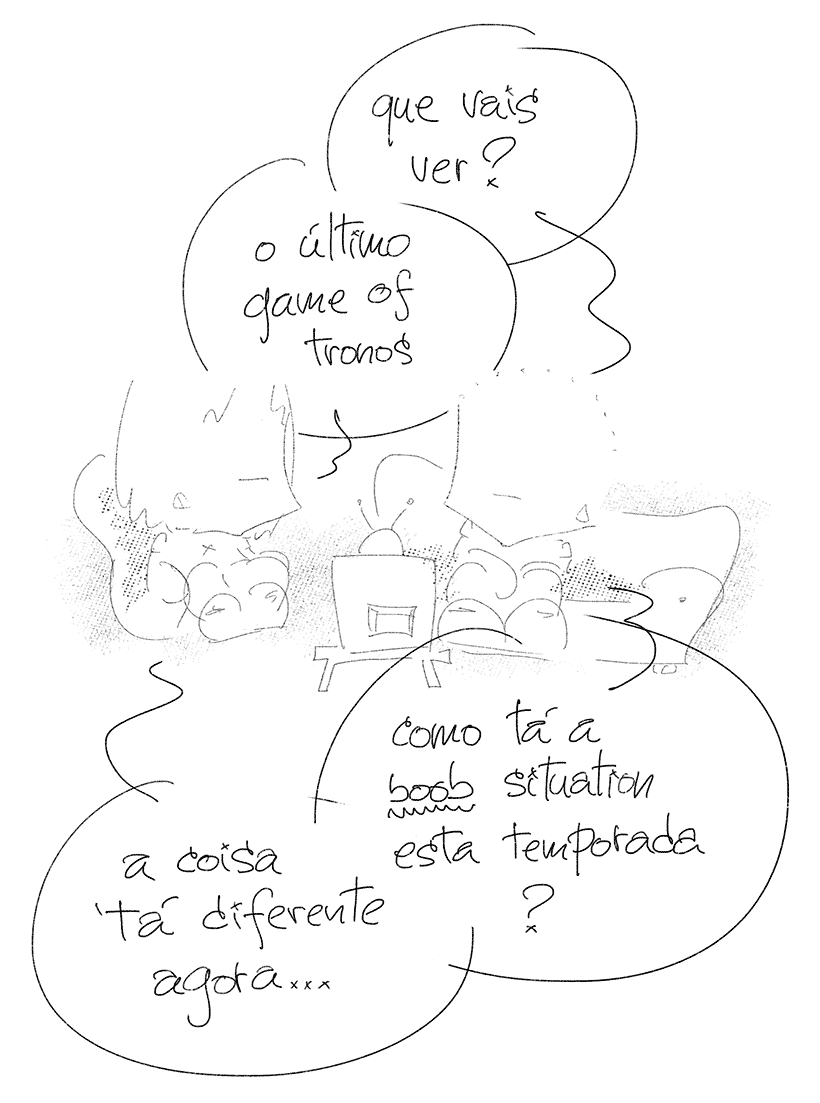 que vais
ver?
o último
game of
tronos
como tá a
boob situation
esta temporada
?
a coisa
'tá diferente
agora...